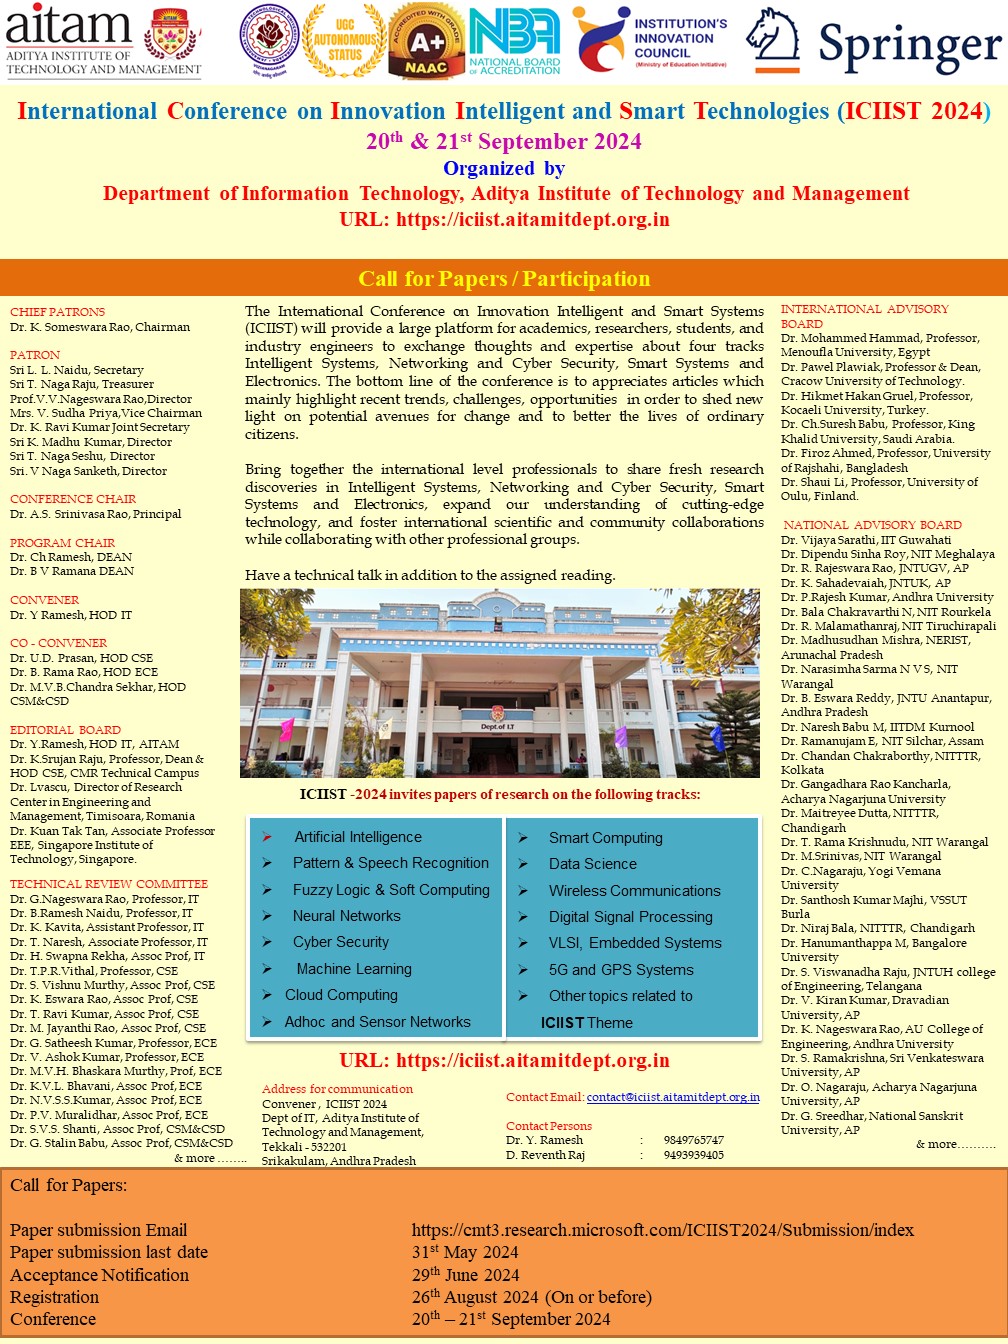 aitam
ADITYA INSTITUTE OF
TECHNOLOGY AND MANAGEMENT
UGC
AUTONOMOUS
STATUS
ACCREDITED WITH GRADE
A+
NAAC
NBA
NATIONAL BOARD
of ACCREDITATION
INSTITUTION'S
INNOVATION
COUNCIL
(Ministry of Education Initiative)
Springer
International Conference on Innovation Intelligent and Smart Technologies (ICIIST 2024)
20th & 21st September 2024
Organized by
Department of Information Technology, Aditya Institute of Technology and Management
URL: https://iciist.aitamitdept.org.in
Call for Papers / Participation
CHIEF PATRONS
Dr. K. Someswara Rao, Chairman
PATRON
Sri L. L. Naidu, Secretary
Sri T. Naga Raju, Treasurer
Prof.V.V.Nageswara Rao,Director
Mrs. V. Sudha Priya,Vice Chairman
Dr. K. Ravi Kumar Joint Secretary
Sri K. Madhu Kumar, Director
Sri T. Naga Seshu, Director
Sri. V Naga Sanketh, Director
CONFERENCE CHAIR
Dr. A.S. Srinivasa Rao, Principal
PROGRAM CHAIR
Dr. Ch Ramesh, DEAN
Dr. B V Ramana DEAN
CONVENER
Dr. Y Ramesh, HOD IT
CO - CONVENER
Dr. U.D. Prasan, HOD CSE
Dr. B. Rama Rao, HOD ECE
Dr. M.V.B.Chandra Sekhar, HOD
CSM&CSD
EDITORIAL BOARD
Dr. Y.Ramesh, HOD IT, AITAM
Dr. K.Srujan Raju, Professor, Dean &
HOD CSE, CMR Technical Campus
Dr. Lvascu, Director of Research
Center in Engineering and
Management, Timisoara, Romania
Dr. Kuan Tak Tan, Associate Professor
EEE, Singapore Institute of
Technology, Singapore.
TECHNICAL REVIEW COMMITTEE
Dr. G.Nageswara Rao, Professor, IT
Dr. B.Ramesh Naidu, Professor, IT
Dr. K. Kavita, Assistant Professor, IT
Dr. T. Naresh, Associate Professor, IT
Dr. H. Swapna Rekha, Assoc Prof, IT
Dr. T.P.R.Vithal, Professor, CSE
Dr. S. Vishnu Murthy, Assoc Prof, CSE
Dr. K. Eswara Rao, Assoc Prof, CSE
Dr. T. Ravi Kumar, Assoc Prof, CSE
Dr. M. Jayanthi Rao, Assoc Prof, CSE
Dr. G. Satheesh Kumar, Professor, ECE
Dr. V. Ashok Kumar, Professor, ECE
Dr. M.V.H. Bhaskara Murthy, Prof, ECE
Dr. K.V.L. Bhavani, Assoc Prof, ECE
Dr. N.V.S.S.Kumar, Assoc Prof, ECE
Dr. P.V. Muralidhar, Assoc Prof, ECE
Dr. S.V.S. Shanti, Assoc Prof, CSM&CSD
Dr. G. Stalin Babu, Assoc Prof, CSM&CSD
& more ……..
The International Conference on Innovation Intelligent and Smart Systems
(ICIIST) will provide a large platform for academics, researchers, students, and
industry engineers to exchange thoughts and expertise about four tracks
Intelligent Systems, Networking and Cyber Security, Smart Systems and
Electronics. The bottom line of the conference is to appreciates articles which
mainly highlight recent trends, challenges, opportunities in order to shed new
light on potential avenues for change and to better the lives of ordinary
citizens.
Bring together the international level professionals to share fresh research
discoveries in Intelligent Systems, Networking and Cyber Security, Smart
Systems and Electronics, expand our understanding of cutting-edge
technology, and foster international scientific and community collaborations
while collaborating with other professional groups.
Have a technical talk in addition to the assigned reading.
Dept.of I.T
ICIIST -2024 invites papers of research on the following tracks:
Artificial Intelligence
Pattern & Speech Recognition
Fuzzy Logic & Soft Computing
Neural Networks
Cyber Security
Machine Learning
Cloud Computing
Adhoc and Sensor Networks
Smart Computing
Data Science
Wireless Communications
Digital Signal Processing
VLSI, Embedded Systems
5G and GPS Systems
Other topics related to
ICIIST Theme
URL: https://iciist.aitamitdept.org.in
Address for communication
Convener , ICIIST 2024
Dept of IT, Aditya Institute of
Technology and Management,
Tekkali - 532201
Srikakulam, Andhra Pradesh
Contact Email: contact@iciist.aitamitdept.org.in
Contact Persons
Dr. Y. Ramesh : 9849765747
D. Reventh Raj : 9493939405
INTERNATIONAL ADVISORY
BOARD
Dr. Mohammed Hammad, Professor,
Menoufla University, Egypt
Dr. Pawel Plawiak, Professor & Dean,
Cracow University of Technology.
Dr. Hikmet Hakan Gruel, Professor,
Kocaeli University, Turkey.
Dr. Ch.Suresh Babu, Professor, King
Khalid University, Saudi Arabia.
Dr. Firoz Ahmed, Professor, University
of Rajshahi, Bangladesh
Dr. Shaui Li, Professor, University of
Oulu, Finland.
NATIONAL ADVISORY BOARD
Dr. Vijaya Sarathi, IIT Guwahati
Dr. Dipendu Sinha Roy, NIT Meghalaya
Dr. R. Rajeswara Rao, JNTUGV, AP
Dr. K. Sahadevaiah, JNTUK, AP
Dr. P.Rajesh Kumar, Andhra University
Dr. Bala Chakravarthi N, NIT Rourkela
Dr. R. Malamathanraj, NIT Tiruchirapali
Dr. Madhusudhan Mishra, NERIST,
Arunachal Pradesh
Dr. Narasimha Sarma N V S, NIT
Warangal
Dr. B. Eswara Reddy, JNTU Anantapur,
Andhra Pradesh
Dr. Naresh Babu M, IITDM Kurnool
Dr. Ramanujam E, NIT Silchar, Assam
Dr. Chandan Chakraborthy, NITTTR,
Kolkata
Dr. Gangadhara Rao Kancharla,
Acharya Nagarjuna University
Dr. Maitreyee Dutta, NITTTR,
Chandigarh
Dr. T. Rama Krishnudu, NIT Warangal
Dr. M.Srinivas, NIT Warangal
Dr. C.Nagaraju, Yogi Vemana
University
Dr. Santhosh Kumar Majhi, VSSUT
Burla
Dr. Niraj Bala, NITTTR, Chandigarh
Dr. Hanumanthappa M, Bangalore
University
Dr. S. Viswanadha Raju, JNTUH college
of Engineering, Telangana
Dr. V. Kiran Kumar, Dravadian
University, AP
Dr. K. Nageswara Rao, AU College of
Engineering, Andhra University
Dr. S. Ramakrishna, Sri Venkateswara
University, AP
Dr. O. Nagaraju, Acharya Nagarjuna
University, AP
Dr. G. Sreedhar, National Sanskrit
University, AP
& more……….
Call for Papers:
Paper submission Email https://cmt3.research.microsoft.com/ICIIST2024/Submission/index
Paper submission last date 31st May 2024
Acceptance Notification 29th June 2024
Registration 26th August 2024 (On or before)
Conference 20th – 21st September 2024